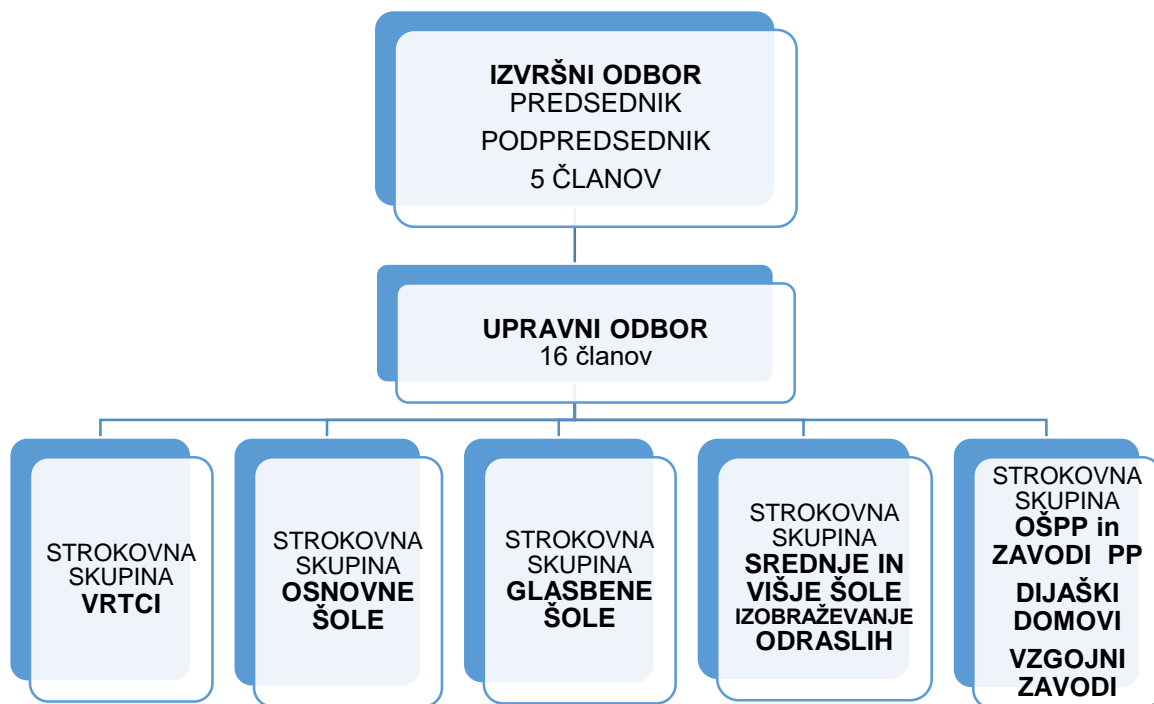 IZVRŠNI ODBOR
PREDSEDNIK
PODPREDSEDNIK
5 ČLANOV
UPRAVNI ODBOR
16 članov
STROKOVNA
SKUPINA
VRTCI
STROKOVNA
SKUPINA
OSNOVNE
ŠOLE
STROKOVNA
SKUPINA
GLASBENE
ŠOLE
STROKOVNA
SKUPINA
SREDNJE IN
VIŠJE ŠOLE
IZOBRAŽEVANJE
ODRASLIH
STROKOVNA
SKUPINA
OŠPP in
ZAVODI PP
DIJAŠKI
DOMOVI
VZGOJNI
ZAVODI